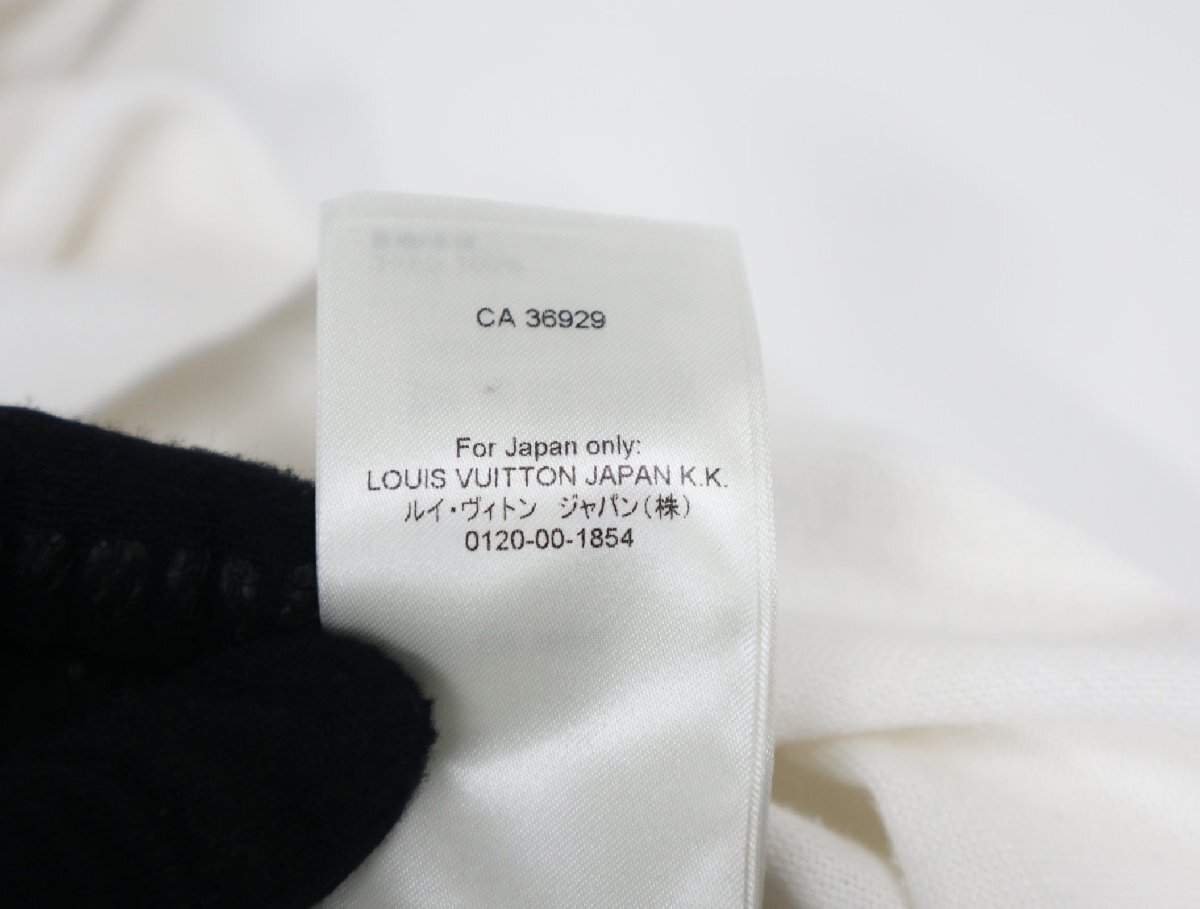 CA 36929
For Japan only:
LOUIS VUITTON JAPAN K.K.
ルイ・ヴィトン ジャパン(株)
0120-00-1854